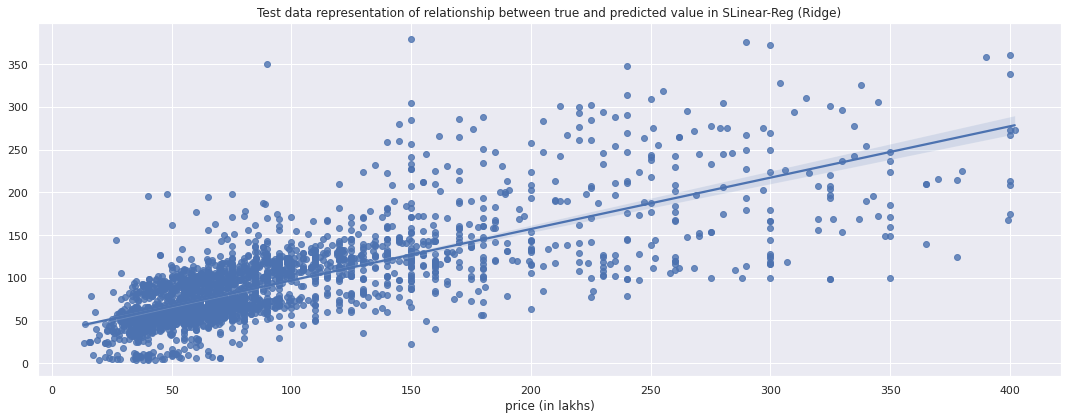 Test data representation of relationship between true and predicted value in SLinear-Reg (Ridge)
350
300
250
200
150
100
50
0
0 50 100 150 200 250 300 350 400
price (in lakhs)